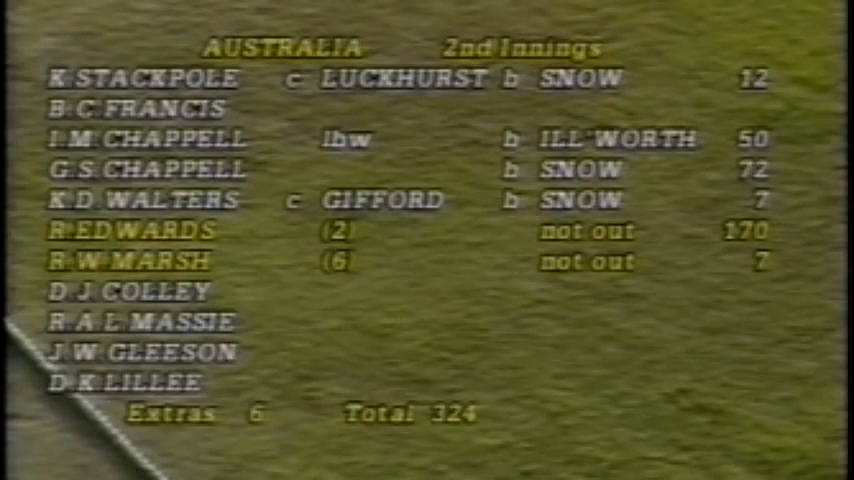 AUSTRALIA 2nd Innings
K STACKPOLE c LUCKHURST b SNOW 12
B C FRANCIS
I M CHAPPELL lbw b ILL'WORTH 50
G S CHAPPELL b SNOW 72
K D WALTERS c GIFFORD b SNOW 7
R EDWARDS (2) not out 170
R W MARSH (6) not out 7
D J COLLEY
R A L MASSIE
J W GLEESON
D K LILLEE
Extras 6 Total 324